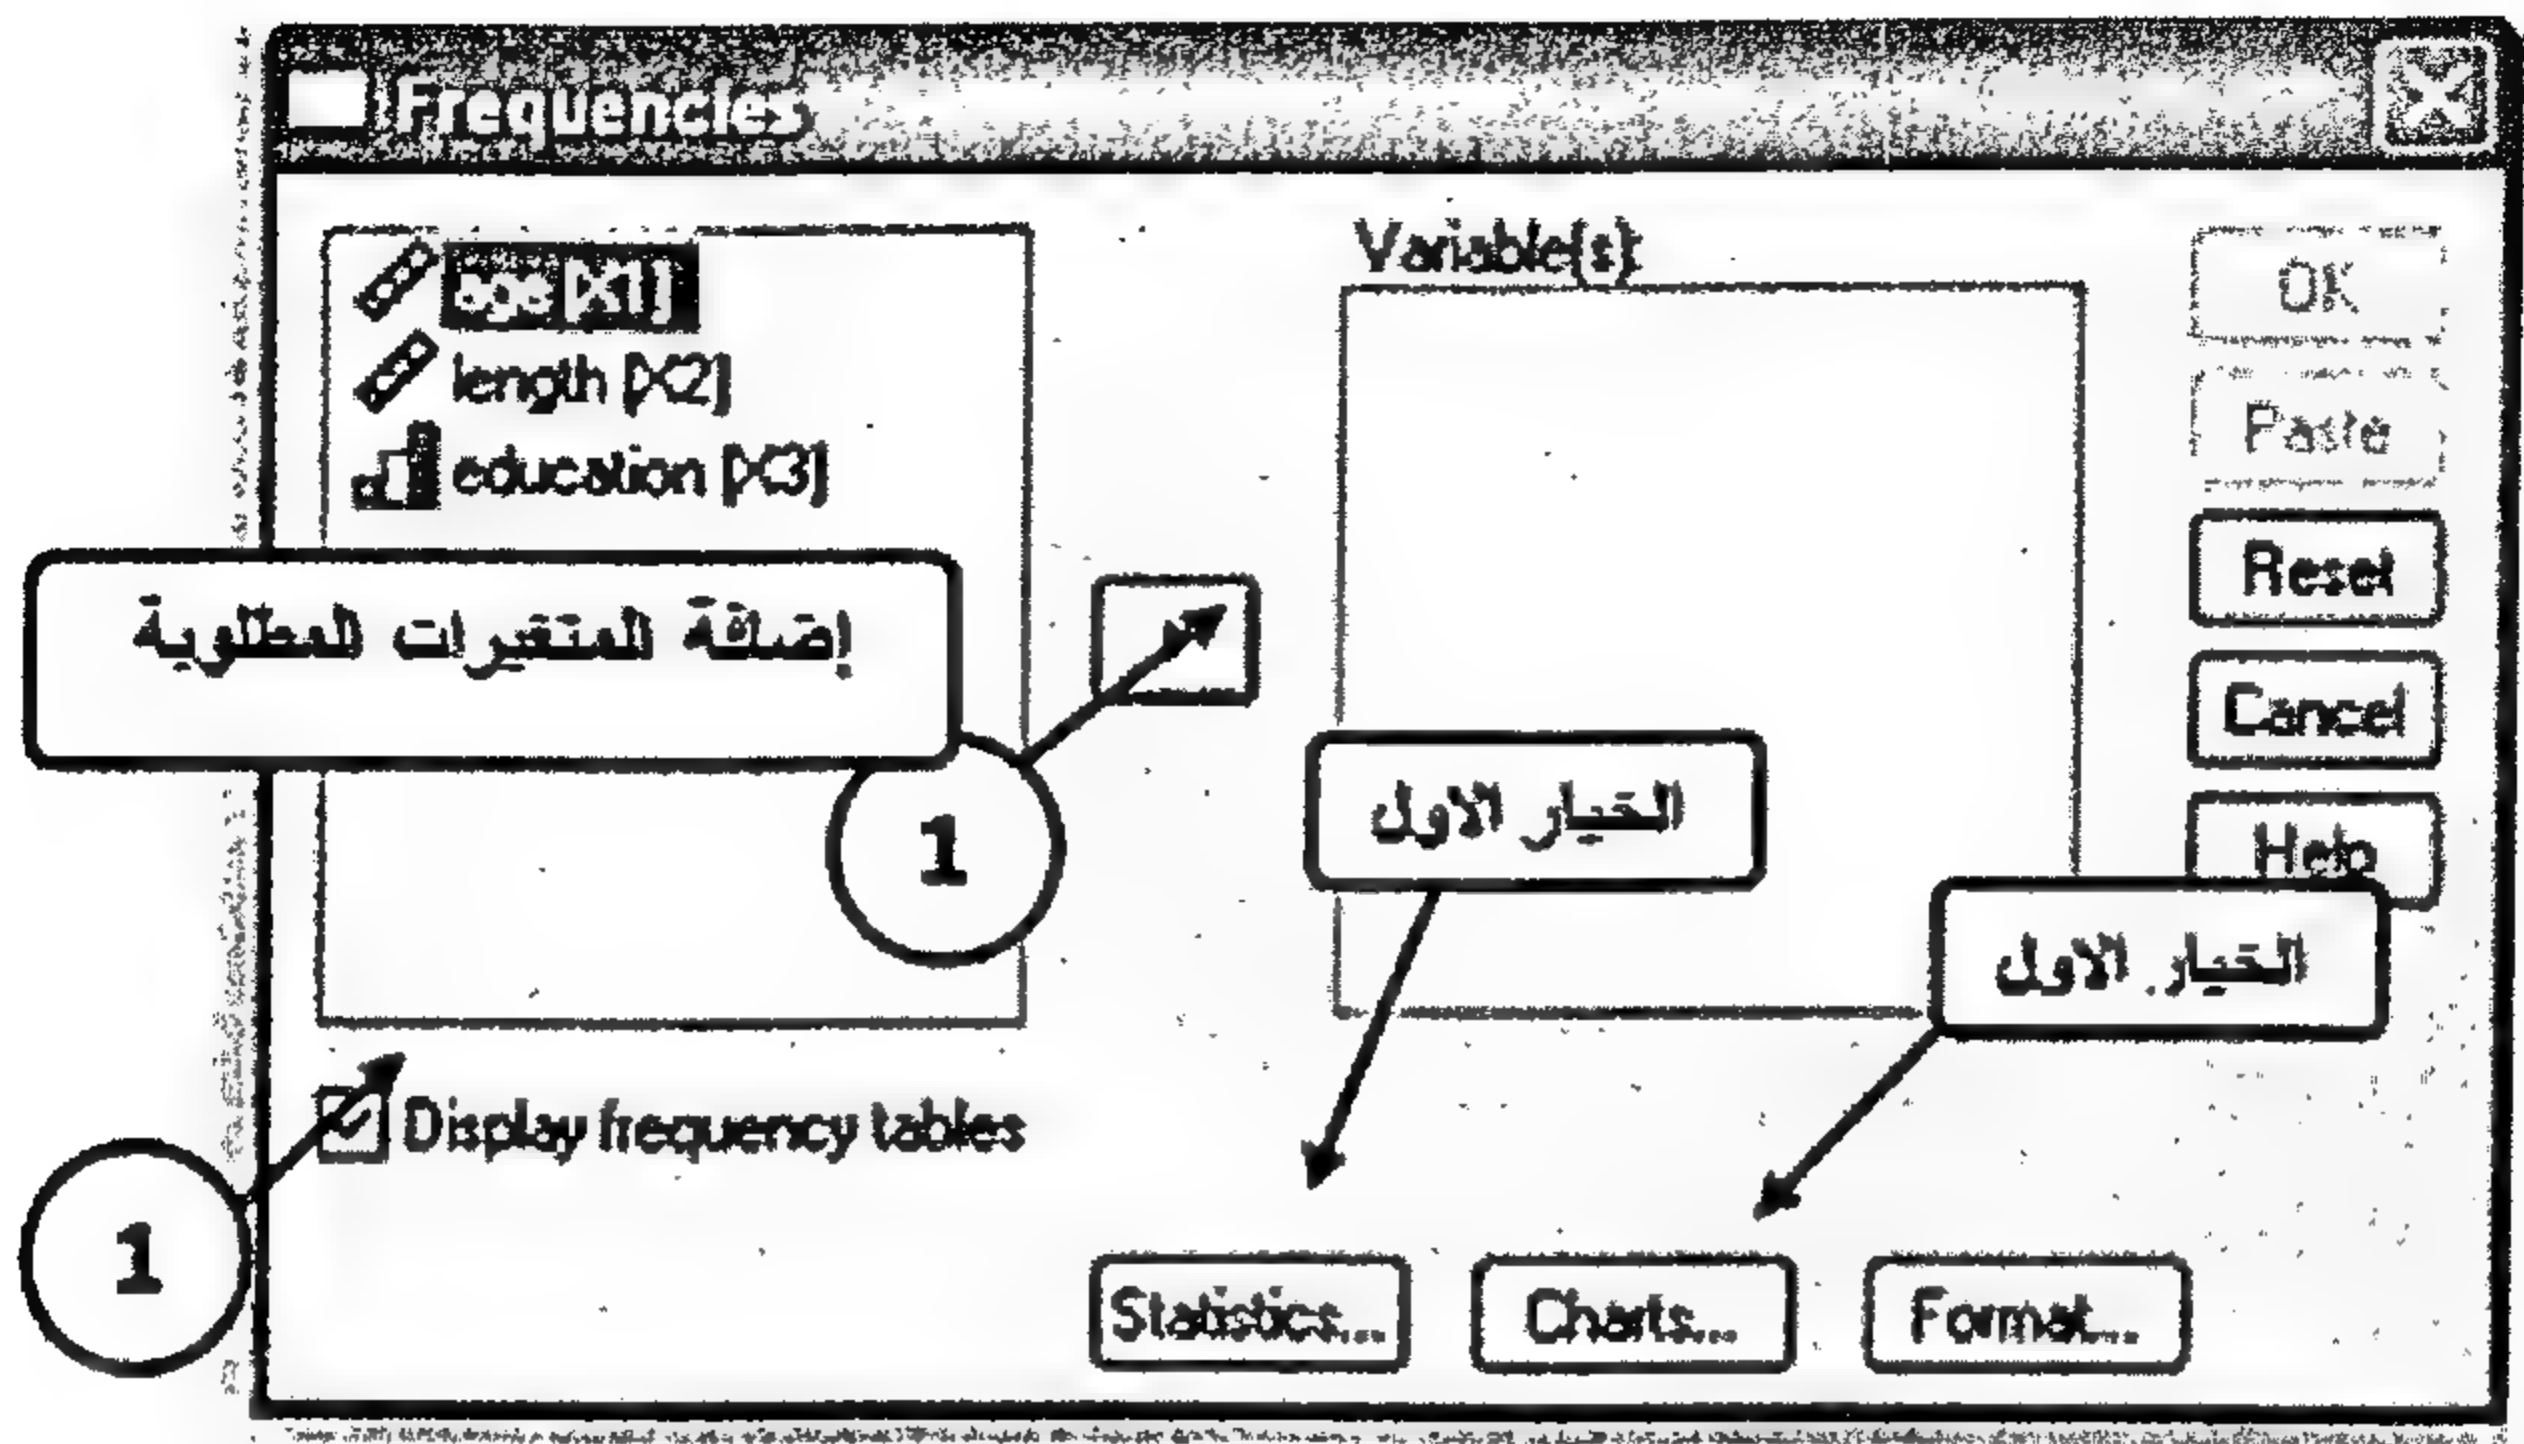 Frequencies
age [X1]
length [X2]
education [X3]
Variable(s):
OK
Paste
Reset
Cancel
Help
إضافة المتغيرات المطلوبة
1
الخيار الاول
الخيار الاول
Display frequency tables
1
Statistics...
Charts...
Format...